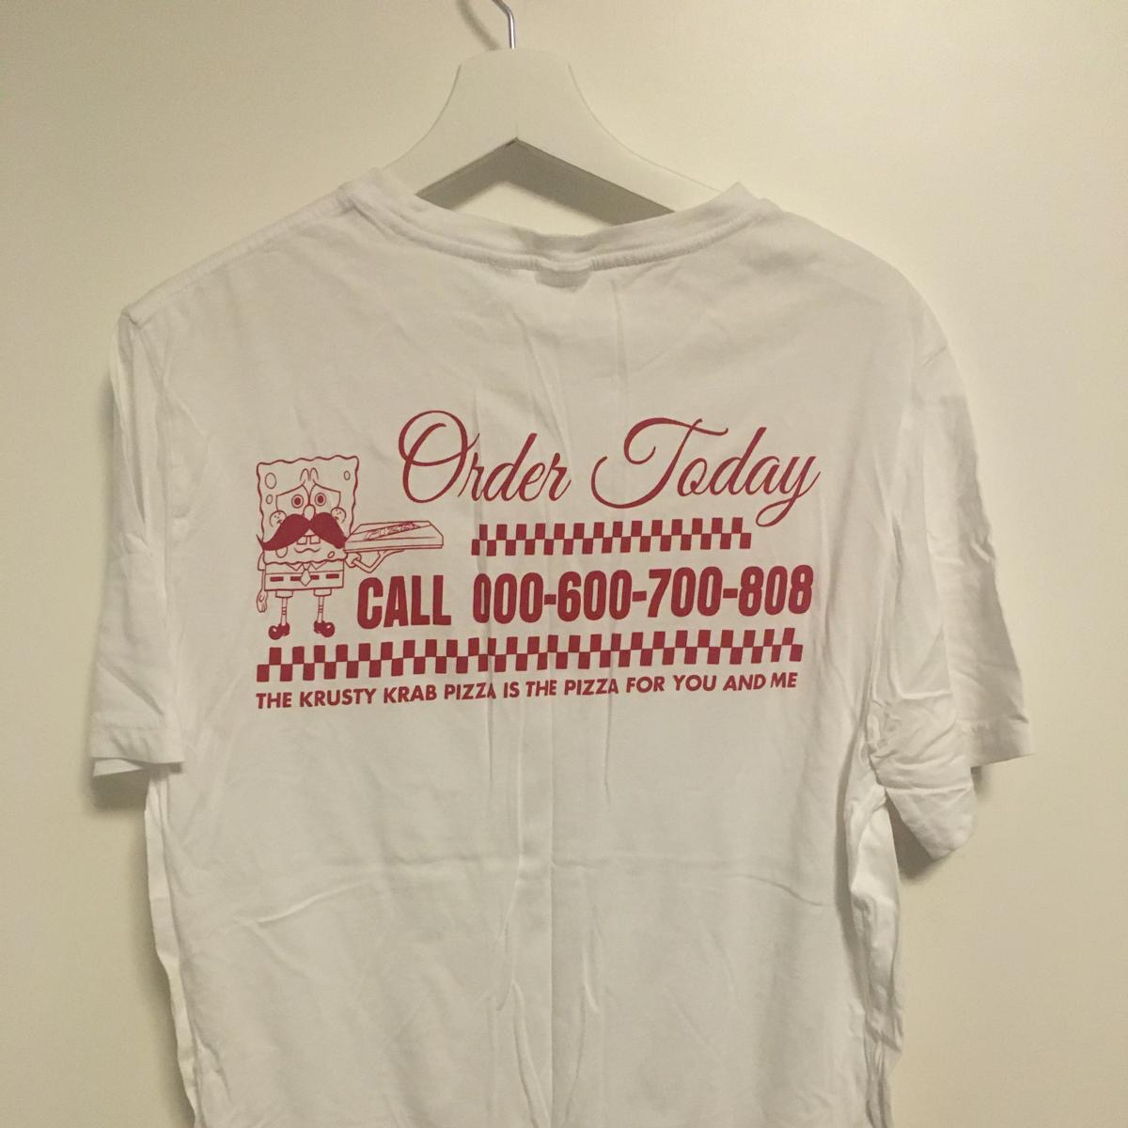 Order Today
CALL 000-600-700-808
THE KRUSTY KRAB PIZZA IS THE PIZZA FOR YOU AND ME